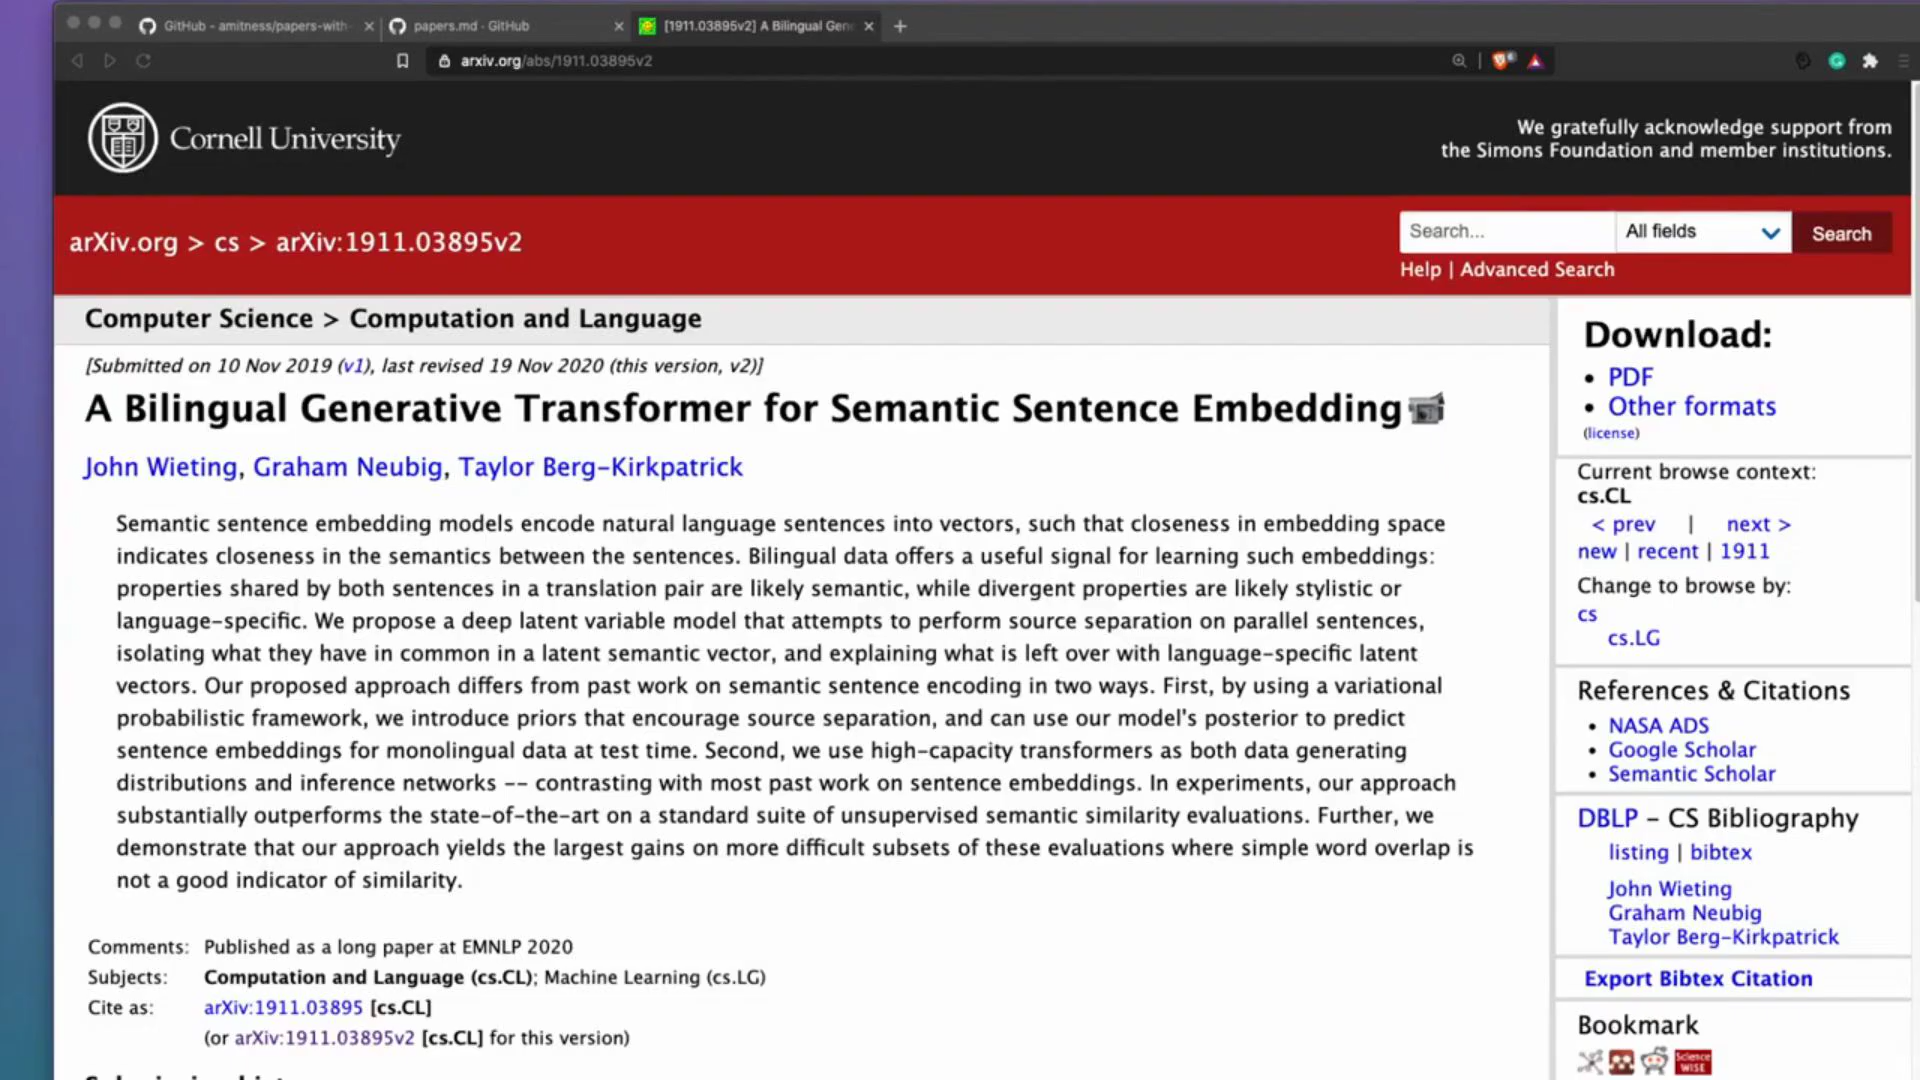 GitHub - amitness/papers-with-
papers.md · GitHub
[1911.03895v2] A Bilingual Gene
arxiv.org/abs/1911.03895v2
Cornell University
We gratefully acknowledge support from
the Simons Foundation and member institutions.
arXiv.org > cs > arXiv:1911.03895v2
Search...
All fields
Search
Help | Advanced Search
Computer Science > Computation and Language
[Submitted on 10 Nov 2019 (v1), last revised 19 Nov 2020 (this version, v2)]
A Bilingual Generative Transformer for Semantic Sentence Embedding
John Wieting, Graham Neubig, Taylor Berg-Kirkpatrick
Semantic sentence embedding models encode natural language sentences into vectors, such that closeness in embedding space
indicates closeness in the semantics between the sentences. Bilingual data offers a useful signal for learning such embeddings:
properties shared by both sentences in a translation pair are likely semantic, while divergent properties are likely stylistic or
language-specific. We propose a deep latent variable model that attempts to perform source separation on parallel sentences,
isolating what they have in common in a latent semantic vector, and explaining what is left over with language-specific latent
vectors. Our proposed approach differs from past work on semantic sentence encoding in two ways. First, by using a variational
probabilistic framework, we introduce priors that encourage source separation, and can use our model's posterior to predict
sentence embeddings for monolingual data at test time. Second, we use high-capacity transformers as both data generating
distributions and inference networks -- contrasting with most past work on sentence embeddings. In experiments, our approach
substantially outperforms the state-of-the-art on a standard suite of unsupervised semantic similarity evaluations. Further, we
demonstrate that our approach yields the largest gains on more difficult subsets of these evaluations where simple word overlap is
not a good indicator of similarity.
Comments: Published as a long paper at EMNLP 2020
Subjects: Computation and Language (cs.CL); Machine Learning (cs.LG)
Cite as: arXiv:1911.03895 [cs.CL]
(or arXiv:1911.03895v2 [cs.CL] for this version)
Download:
• PDF
• Other formats
(license)
Current browse context:
cs.CL
< prev | next >
new | recent | 1911
Change to browse by:
cs
cs.LG
References & Citations
• NASA ADS
• Google Scholar
• Semantic Scholar
DBLP - CS Bibliography
listing | bibtex
John Wieting
Graham Neubig
Taylor Berg-Kirkpatrick
Export Bibtex Citation
Bookmark
Science
WISE